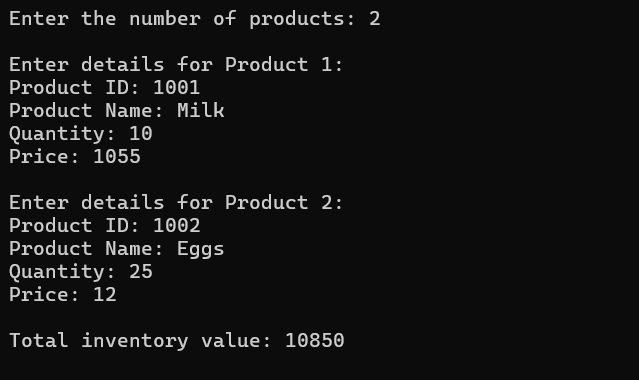 Enter the number of products: 2
Enter details for Product 1:
Product ID: 1001
Product Name: Milk
Quantity: 10
Price: 1055
Enter details for Product 2:
Product ID: 1002
Product Name: Eggs
Quantity: 25
Price: 12
Total inventory value: 10850